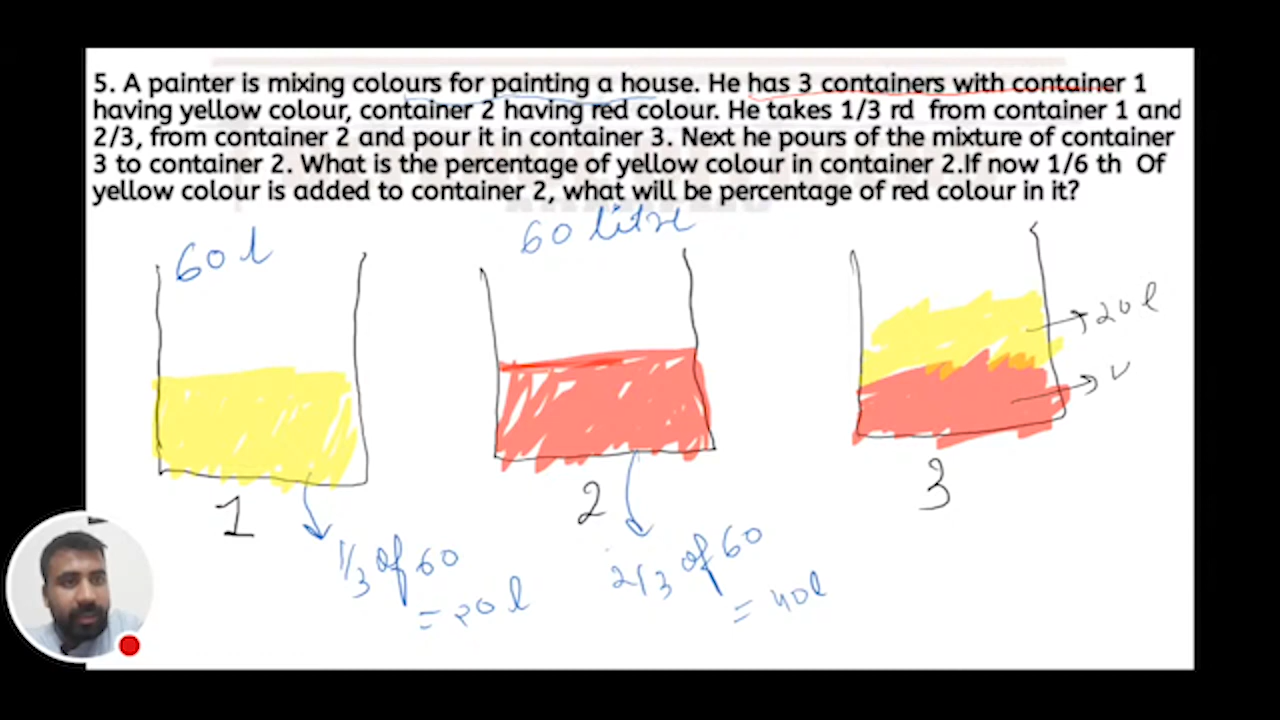 5. A painter is mixing colours for painting a house. He has 3 containers with container 1
having yellow colour, container 2 having red colour. He takes 1/3 rd from container 1 and
2/3, from container 2 and pour it in container 3. Next he pours of the mixture of container
3 to container 2. What is the percentage of yellow colour in container 2.If now 1/6 th Of
yellow colour is added to container 2, what will be percentage of red colour in it?
60 l
60 litre
20 l
1
2
3
1/3 of 60
= 20 l
2/3 of 60
= 40l